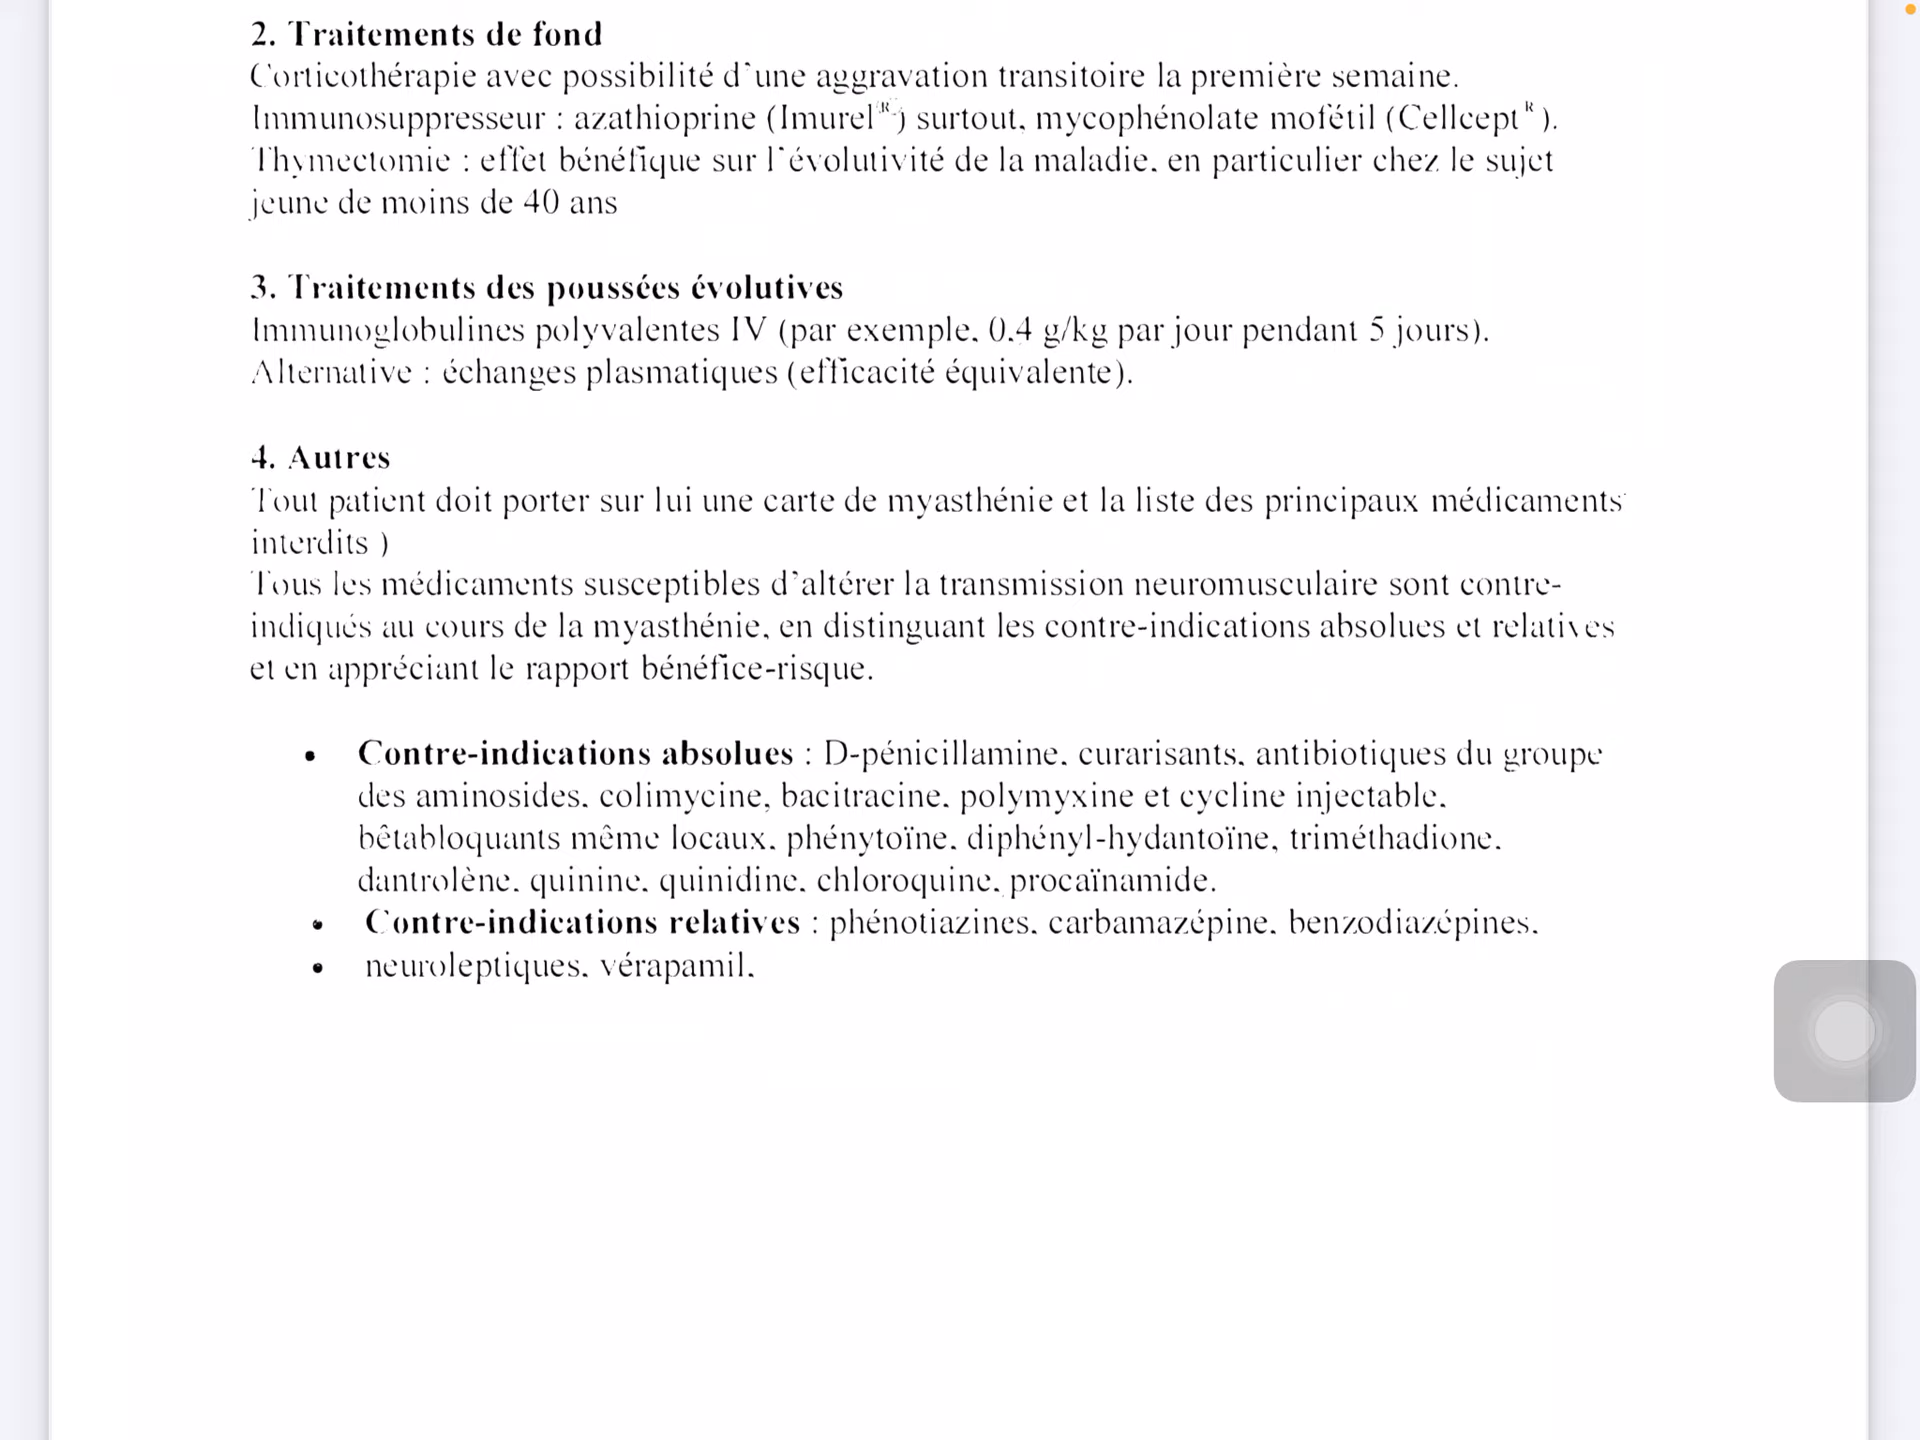 2. Traitements de fond
Corticothérapie avec possibilité d'une aggravation transitoire la première semaine.
Immunosuppresseur : azathioprine (Imurel®) surtout, mycophénolate mofétil (Cellcept®).
Thymectomie : effet bénéfique sur l'évolutivité de la maladie, en particulier chez le sujet
jeune de moins de 40 ans
3. Traitements des poussées évolutives
Immunoglobulines polyvalentes IV (par exemple, 0,4 g/kg par jour pendant 5 jours).
Alternative : échanges plasmatiques (efficacité équivalente).
4. Autres
Tout patient doit porter sur lui une carte de myasthénie et la liste des principaux médicaments
interdits )
Tous les médicaments susceptibles d'altérer la transmission neuromusculaire sont contre-
indiqués au cours de la myasthénie, en distinguant les contre-indications absolues et relatives
et en appréciant le rapport bénéfice-risque.
• Contre-indications absolues : D-pénicillamine, curarisants, antibiotiques du groupe
des aminosides, colimycine, bacitracine, polymyxine et cycline injectable,
bêtabloquants même locaux, phénytoïne, diphényl-hydantoïne, triméthadione,
dantrolène, quinine, quinidine, chloroquine, procaïnamide.
• Contre-indications relatives : phénotiazines, carbamazépine, benzodiazépines,
• neuroleptiques, vérapamil.